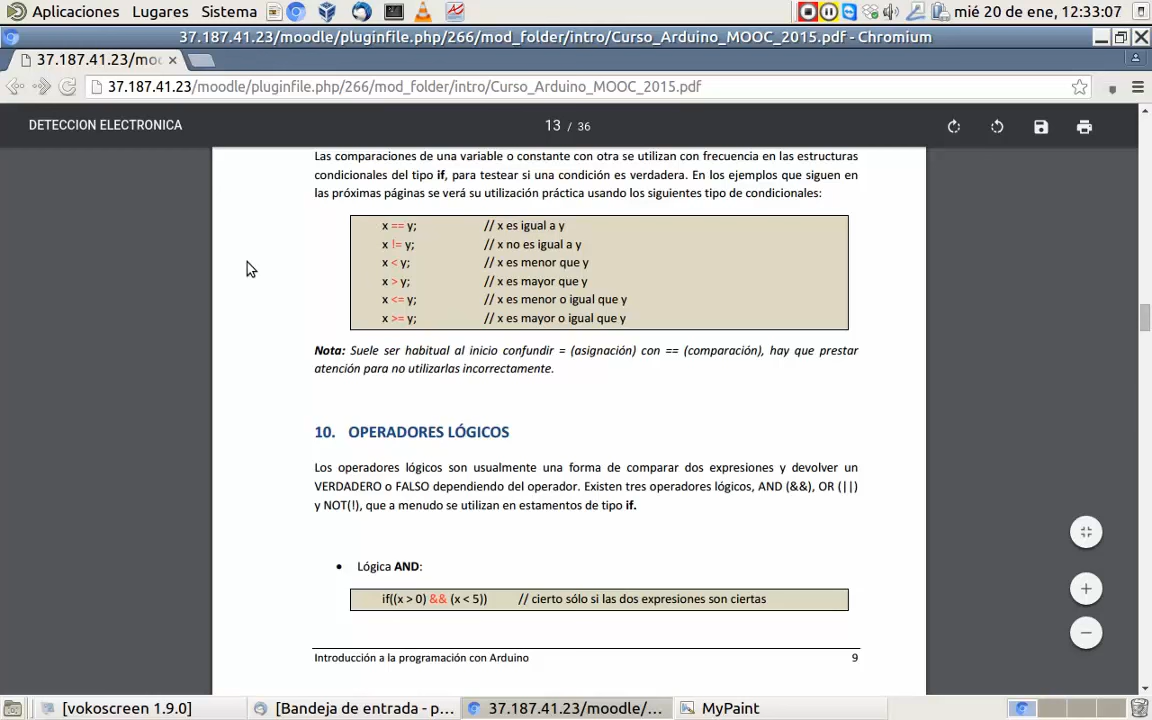 Aplicaciones Lugares Sistema mié 20 de ene, 12:33:07
37.187.41.23/moodle/pluginfile.php/266/mod_folder/intro/Curso_Arduino_MOOC_2015.pdf - Chromium
37.187.41.23/moo
37.187.41.23/moodle/pluginfile.php/266/mod_folder/intro/Curso_Arduino_MOOC_2015.pdf
DETECCION ELECTRONICA 13 / 36
Las comparaciones de una variable o constante con otra se utilizan con frecuencia en las estructuras
condicionales del tipo if, para testear si una condición es verdadera. En los ejemplos que siguen en
las próximas páginas se verá su utilización práctica usando los siguientes tipo de condicionales:
x == y; // x es igual a y
x != y; // x no es igual a y
x < y; // x es menor que y
x > y; // x es mayor que y
x <= y; // x es menor o igual que y
x >= y; // x es mayor o igual que y
Nota: Suele ser habitual al inicio confundir = (asignación) con == (comparación), hay que prestar
atención para no utilizarlas incorrectamente.
10. OPERADORES LÓGICOS
Los operadores lógicos son usualmente una forma de comparar dos expresiones y devolver un
VERDADERO o FALSO dependiendo del operador. Existen tres operadores lógicos, AND (&&), OR (||)
y NOT(!), que a menudo se utilizan en estamentos de tipo if.
• Lógica AND:
if((x > 0) && (x < 5)) // cierto sólo si las dos expresiones son ciertas
Introducción a la programación con Arduino 9
[vokoscreen 1.9.0] [Bandeja de entrada - p... 37.187.41.23/moodle/... MyPaint